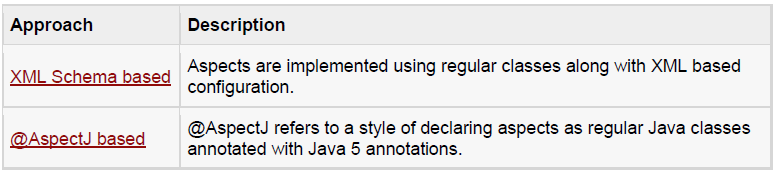 Approach Description
XML Schema based
Aspects are implemented using regular classes along with XML based
configuration.
@AspectJ based
@AspectJ refers to a style of declaring aspects as regular Java classes
annotated with Java 5 annotations.